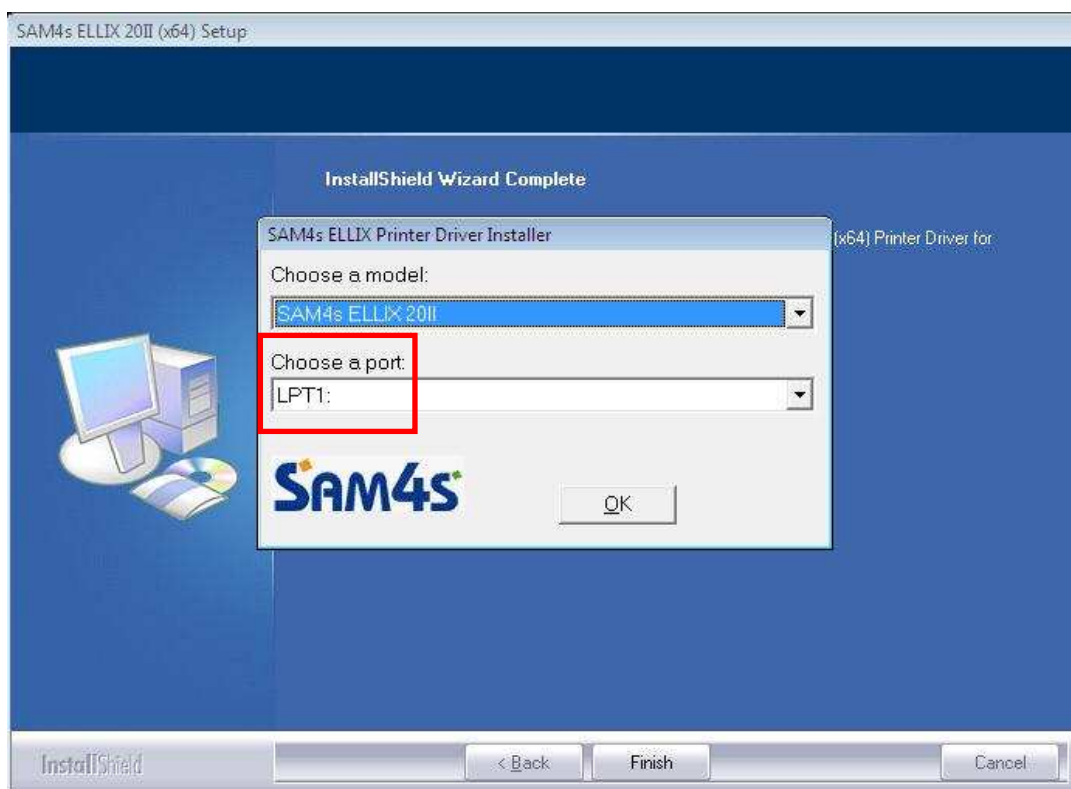 SAM4s ELLIX 20II (x64) Setup
InstallShield Wizard Complete
(x64) Printer Driver for
SAM4s ELLIX Printer Driver Installer
Choose a model:
SAM4s ELLIX 20II
Choose a port:
LPT1:
SAM4S
OK
InstallShield
< Back
Finish
Cancel